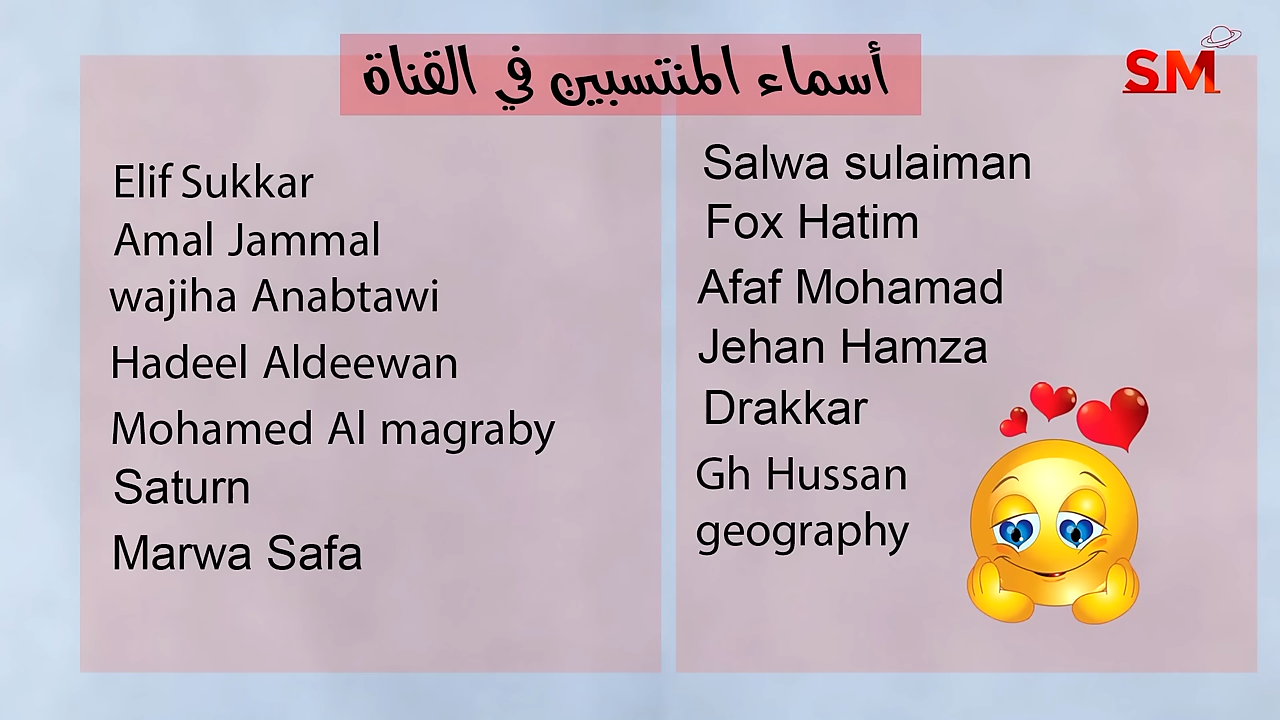 أسماء المنتسبين في القناة
SM
Elif Sukkar
Amal Jammal
wajiha Anabtawi
Hadeel Aldeewan
Mohamed Al magraby
Saturn
Marwa Safa
Salwa sulaiman
Fox Hatim
Afaf Mohamad
Jehan Hamza
Drakkar
Gh Hussan
geography